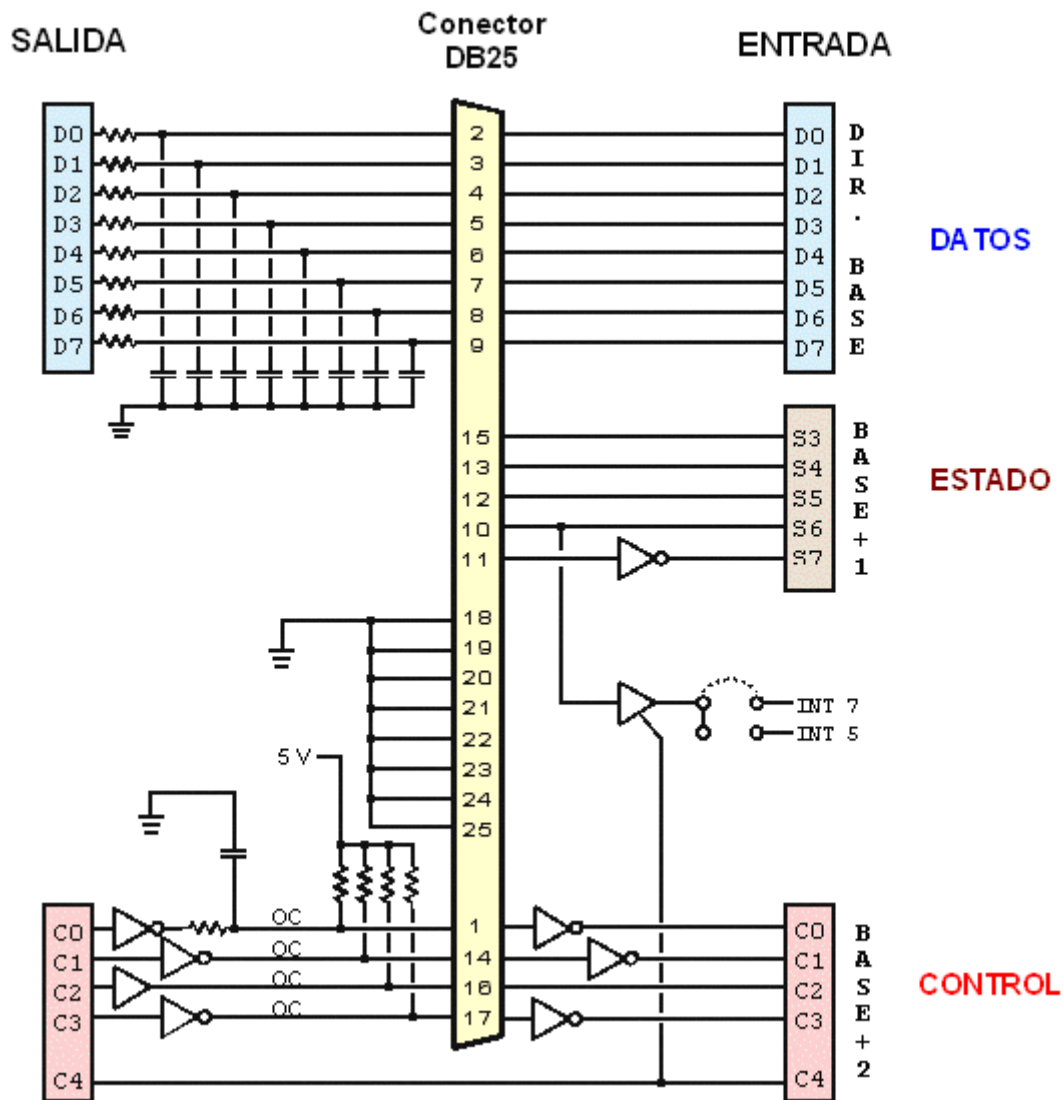 SALIDA
Conector
DB25
ENTRADA
D0
D1
D2
D3
D4
D5
D6
D7
2
3
4
5
6
7
8
9
D0
D1
D2
D3
D4
D5
D6
D7
DIR. BASE
DATOS
15
13
12
10
11
S3
S4
S5
S6
S7
BASE+1
ESTADO
18
19
20
21
22
23
24
25
INT 7
INT 5
5 V
C0
C1
C2
C3
C4
OC
OC
OC
OC
1
14
16
17
C0
C1
C2
C3
C4
BASE+2
CONTROL